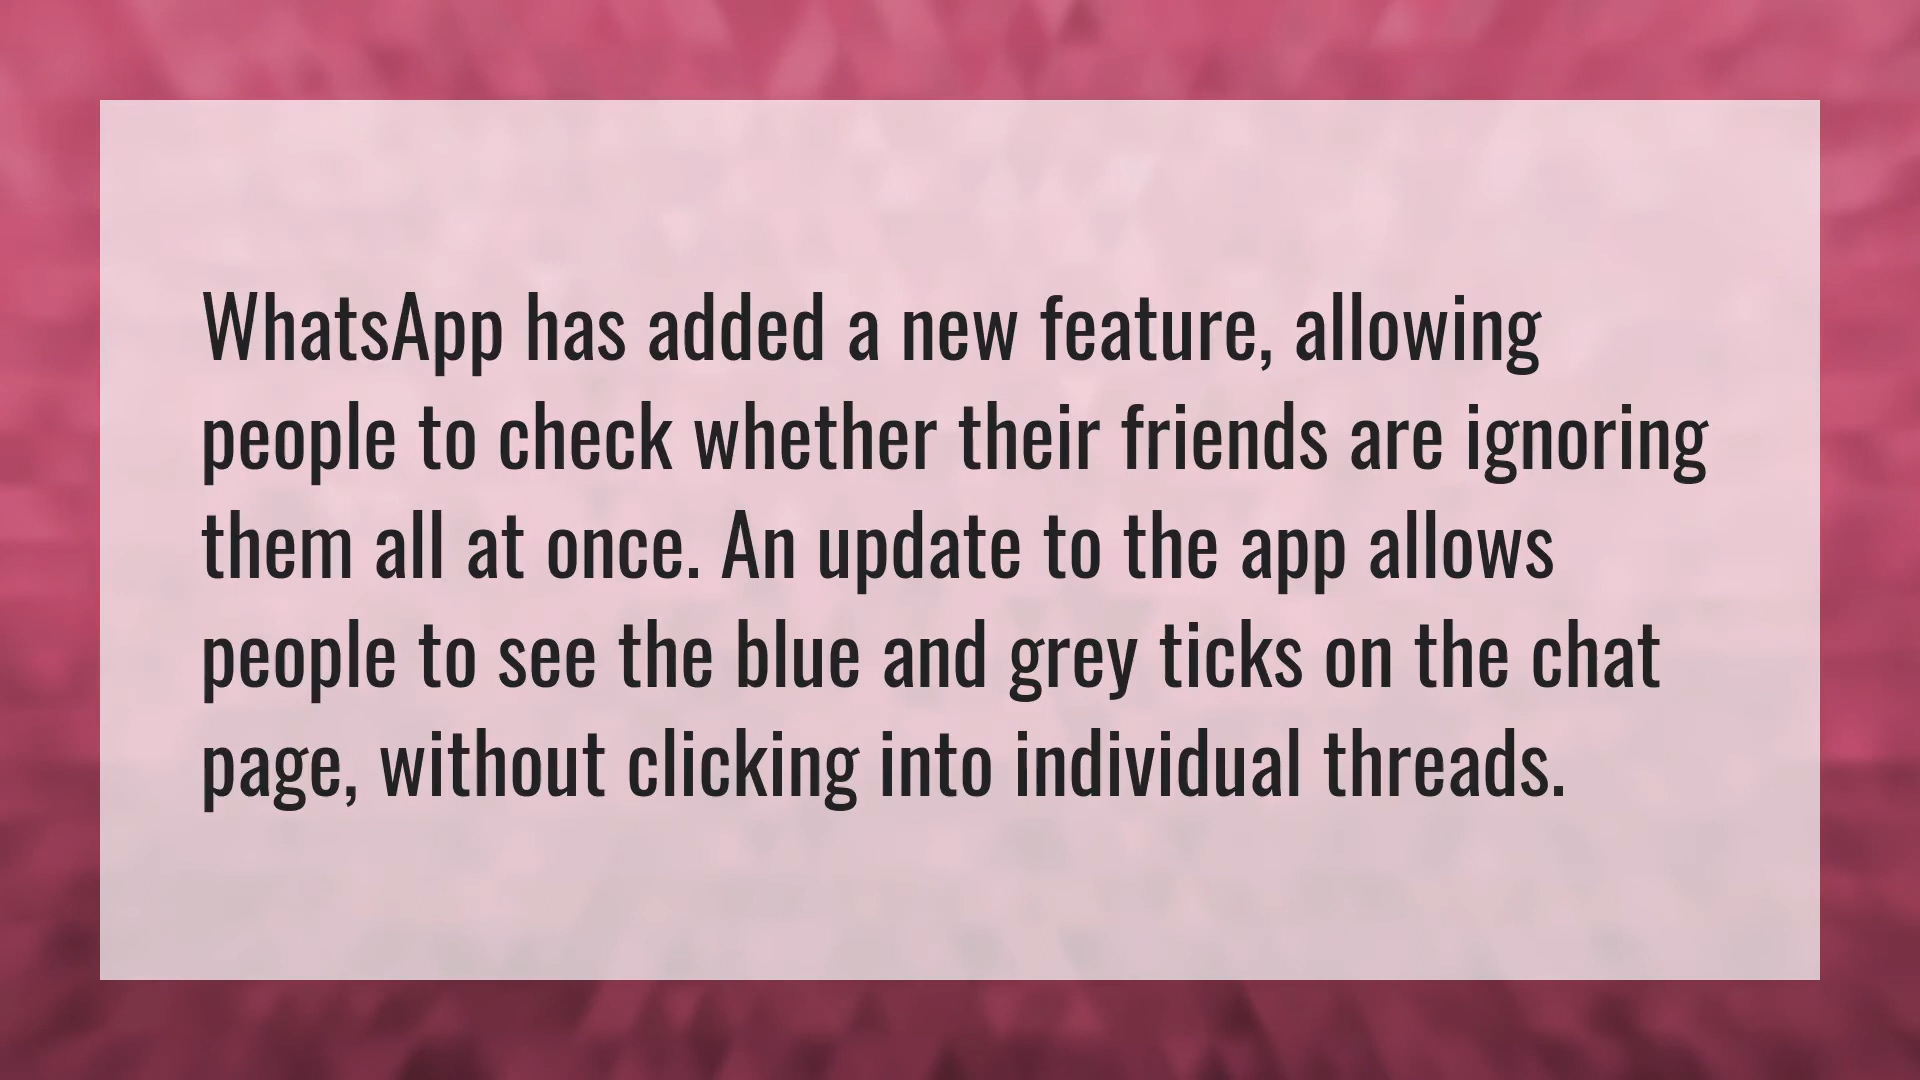 WhatsApp has added a new feature, allowing
people to check whether their friends are ignoring
them all at once. An update to the app allows
people to see the blue and grey ticks on the chat
page, without clicking into individual threads.